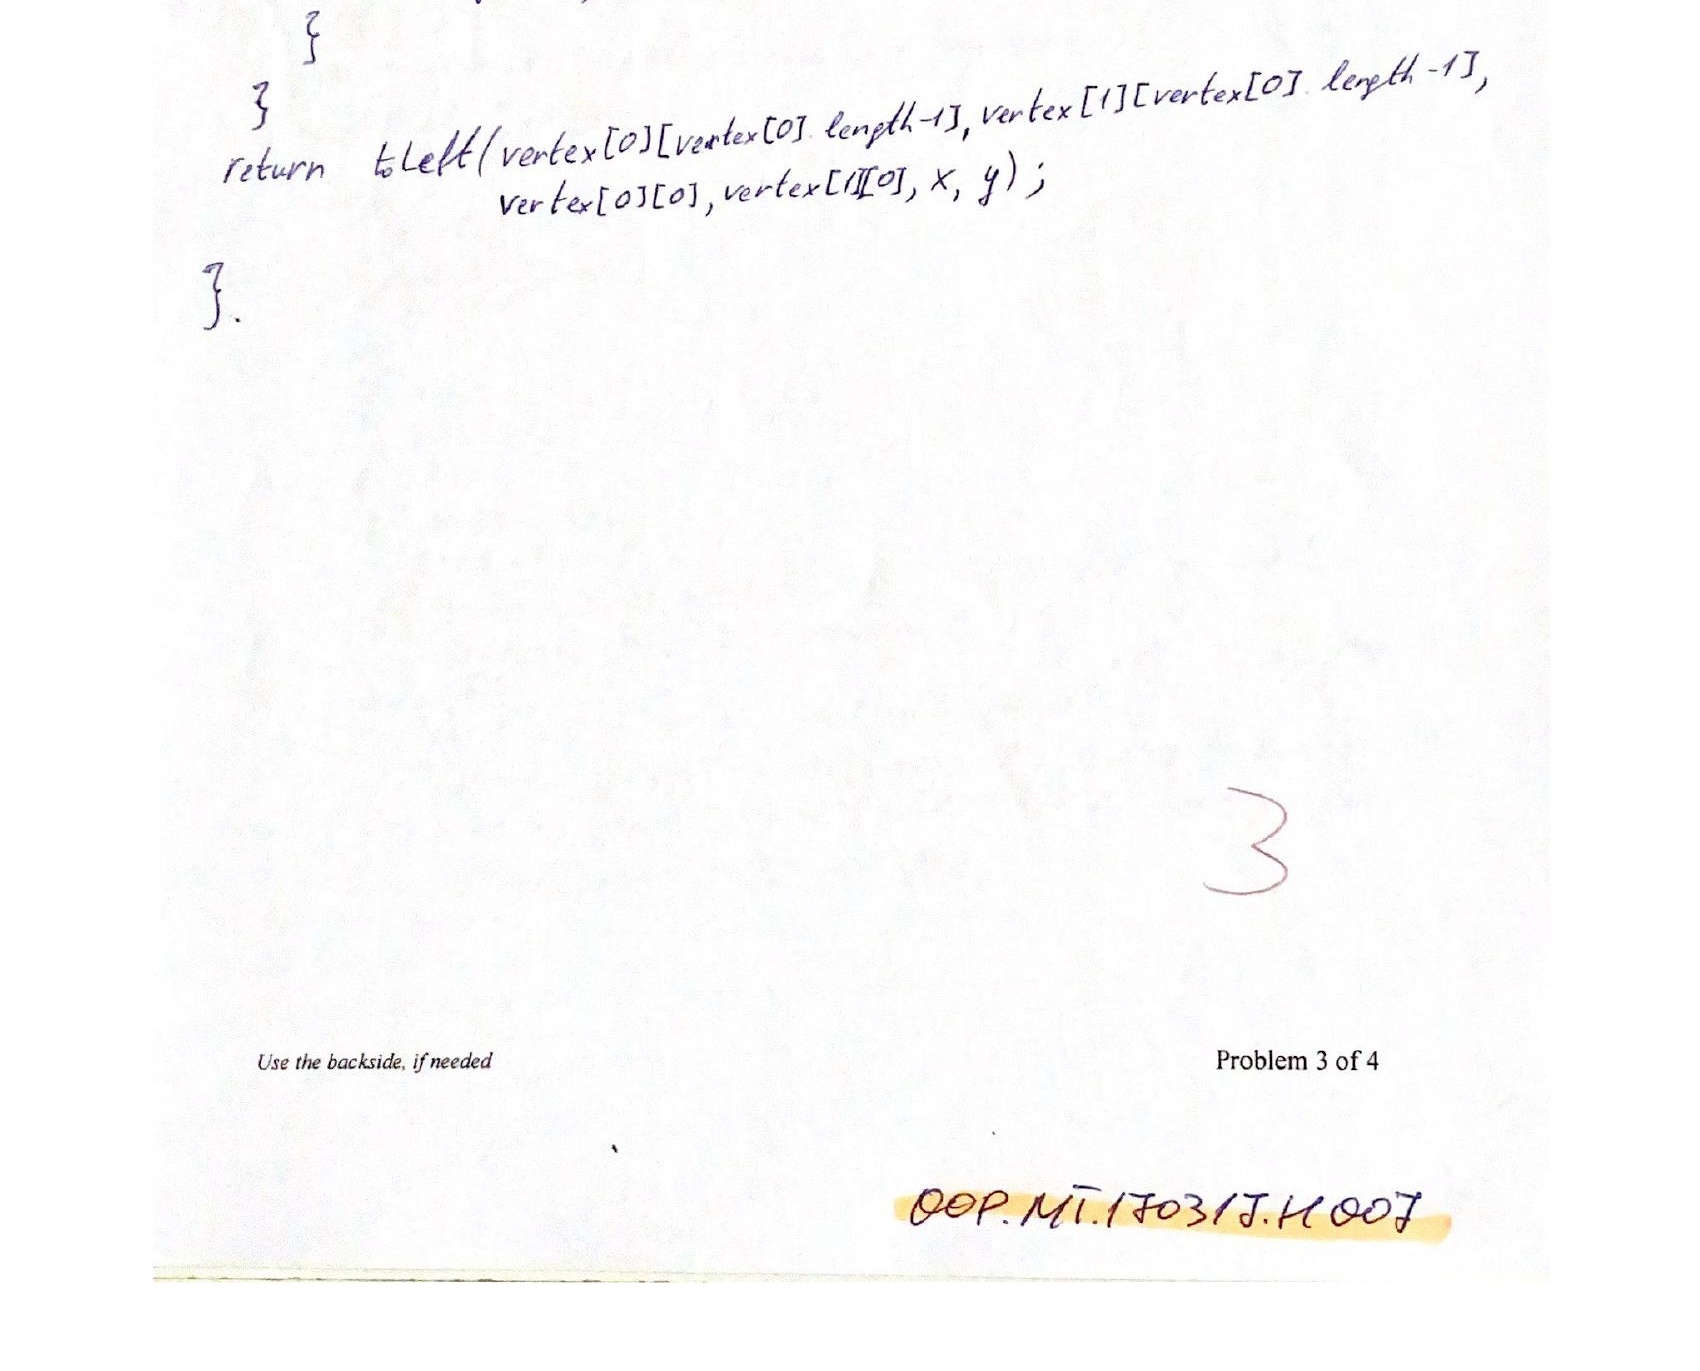 }
}
return toLeft(vertex[0][vertex[0].length-1], vertex[1][vertex[0].length-1],
vertex[0][0], vertex[1][0], x, y);
}.
3
Use the backside, if needed
Problem 3 of 4
OOP.MT.170317.H007